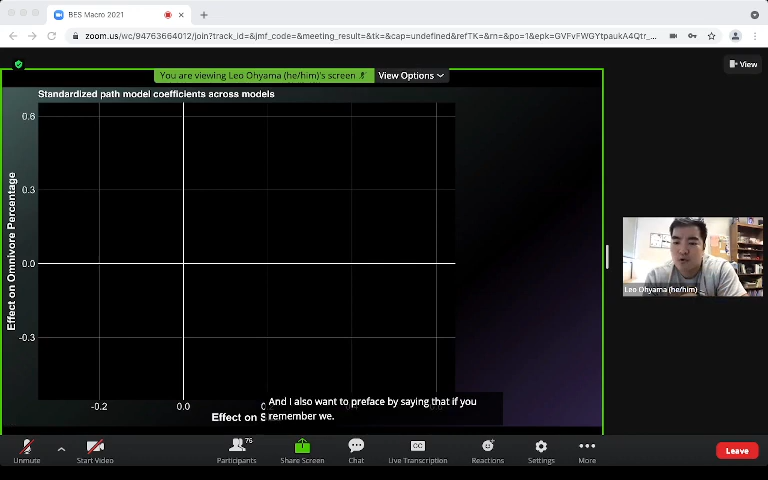 BES Macro 2021
zoom.us/wc/94763664012/join?track_id=&jmf_code=&meeting_result=&tk=&cap=undefined&refTK=&rn=&po=1&epk=GVFvFWGYtpaukA4Qtr_...
You are viewing Leo Ohyama (he/him)'s screen
View Options
View
Standardized path model coefficients across models
0.6
0.3
Effect on Omnivore Percentage
0.0
-0.3
Leo Ohyama (he/him)
-0.2
0.0
Effect on S
And I also want to preface by saying that if you
remember we.
Unmute
Start Video
Participants
76
Share Screen
Chat
CC
Live Transcription
Reactions
Settings
More
Leave